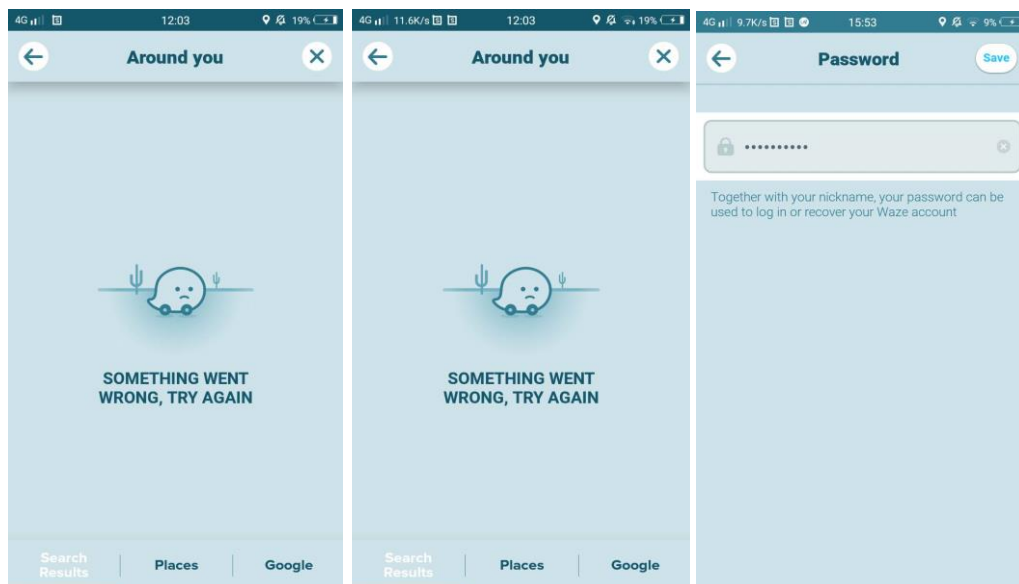 4G 12:03 19%
Around you
SOMETHING WENT
WRONG, TRY AGAIN
Search
Results
Places
Google
4G 11.6K/s 12:03 19%
Around you
SOMETHING WENT
WRONG, TRY AGAIN
Search
Results
Places
Google
4G 9.7K/s 15:53 9%
Password
Save
••••••••••
Together with your nickname, your password can be
used to log in or recover your Waze account